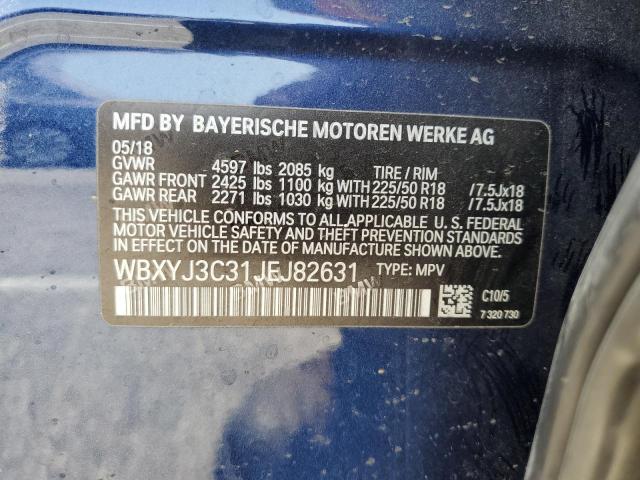 MFD BY BAYERISCHE MOTOREN WERKE AG
05/18
GVWR 4597 lbs 2085 kg TIRE / RIM
GAWR FRONT 2425 lbs 1100 kg WITH 225/50 R18 /7.5Jx18
GAWR REAR 2271 lbs 1030 kg WITH 225/50 R18 /7.5Jx18
THIS VEHICLE CONFORMS TO ALL APPLICABLE U. S. FEDERAL
MOTOR VEHICLE SAFETY AND THEFT PREVENTION STANDARDS
IN EFFECT ON THE DATE OF MANUFACTURE SHOWN ABOVE.
WBXYJ3C31JEJ82631 TYPE: MPV
C10/5
7 320 730